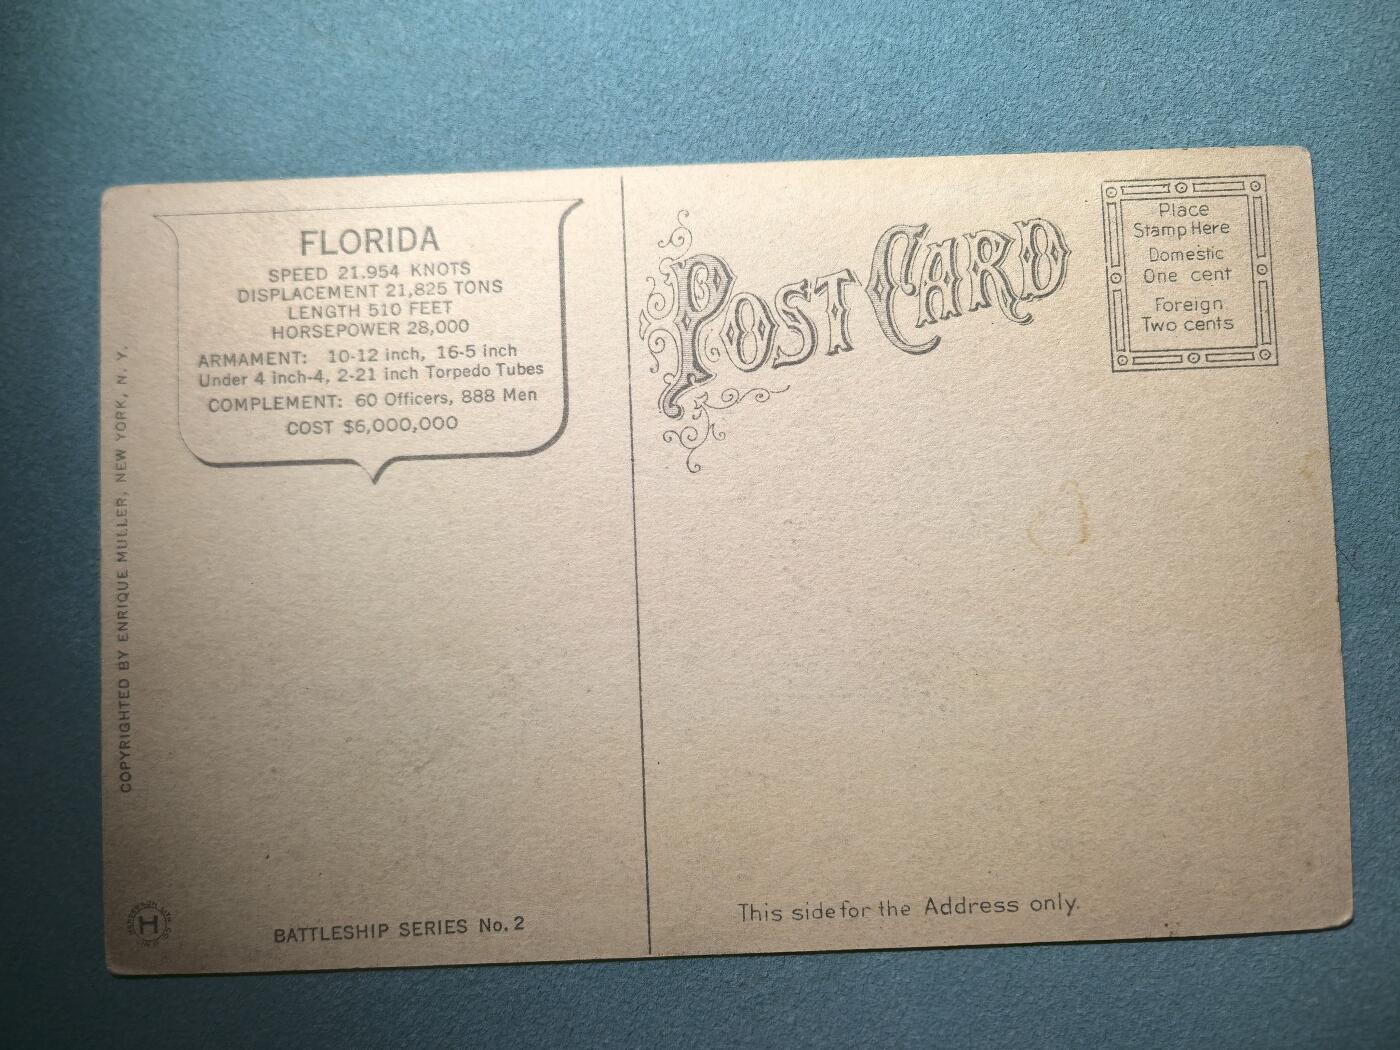 FLORIDA
SPEED 21.954 KNOTS
DISPLACEMENT 21,825 TONS
LENGTH 510 FEET
HORSEPOWER 28,000
ARMAMENT: 10-12 inch, 16-5 inch
Under 4 inch-4, 2-21 inch Torpedo Tubes
COMPLEMENT: 60 Officers, 888 Men
COST $6,000,000
COPYRIGHTED BY ENRIQUE MULLER, NEW YORK, N. Y.
H
BATTLESHIP SERIES No. 2
POST CARD
Place
Stamp Here
Domestic
One cent
Foreign
Two cents
This side for the Address only.